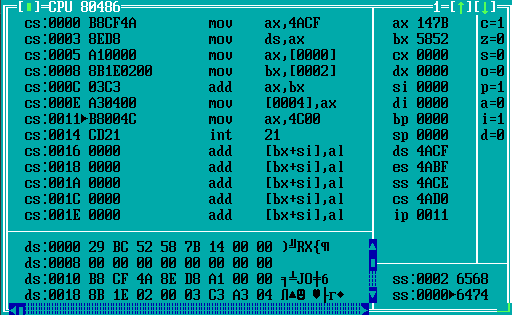 [■]=CPU 80486 1=[↑][↓]
cs:0000 B8CF4A mov ax,4ACF
cs:0003 8ED8 mov ds,ax
cs:0005 A10000 mov ax,[0000]
cs:0008 8B1E0200 mov bx,[0002]
cs:000C 03C3 add ax,bx
cs:000E A30400 mov [0004],ax
cs:0011►B8004C mov ax,4C00
cs:0014 CD21 int 21
cs:0016 0000 add [bx+si],al
cs:0018 0000 add [bx+si],al
cs:001A 0000 add [bx+si],al
cs:001C 0000 add [bx+si],al
cs:001E 0000 add [bx+si],al
ax 147B c=1
bx 5852 z=0
cx 0000 s=0
dx 0000 o=0
si 0000 p=1
di 0000 a=0
bp 0000 i=1
sp 0000 d=0
ds 4ACF
es 4ABF
ss 4ACE
cs 4AD0
ip 0011
ds:0000 29 BC 52 58 7B 14 00 00 )╝RX{¶
ds:0008 00 00 00 00 00 00 00 00
ds:0010 B8 CF 4A 8E D8 A1 00 00 ╕╧JÄ╪í
ds:0018 8B 1E 02 00 03 C3 A3 04 ï▲☻ ♥├ú♦
ss:0002 6568
ss:0000►6474